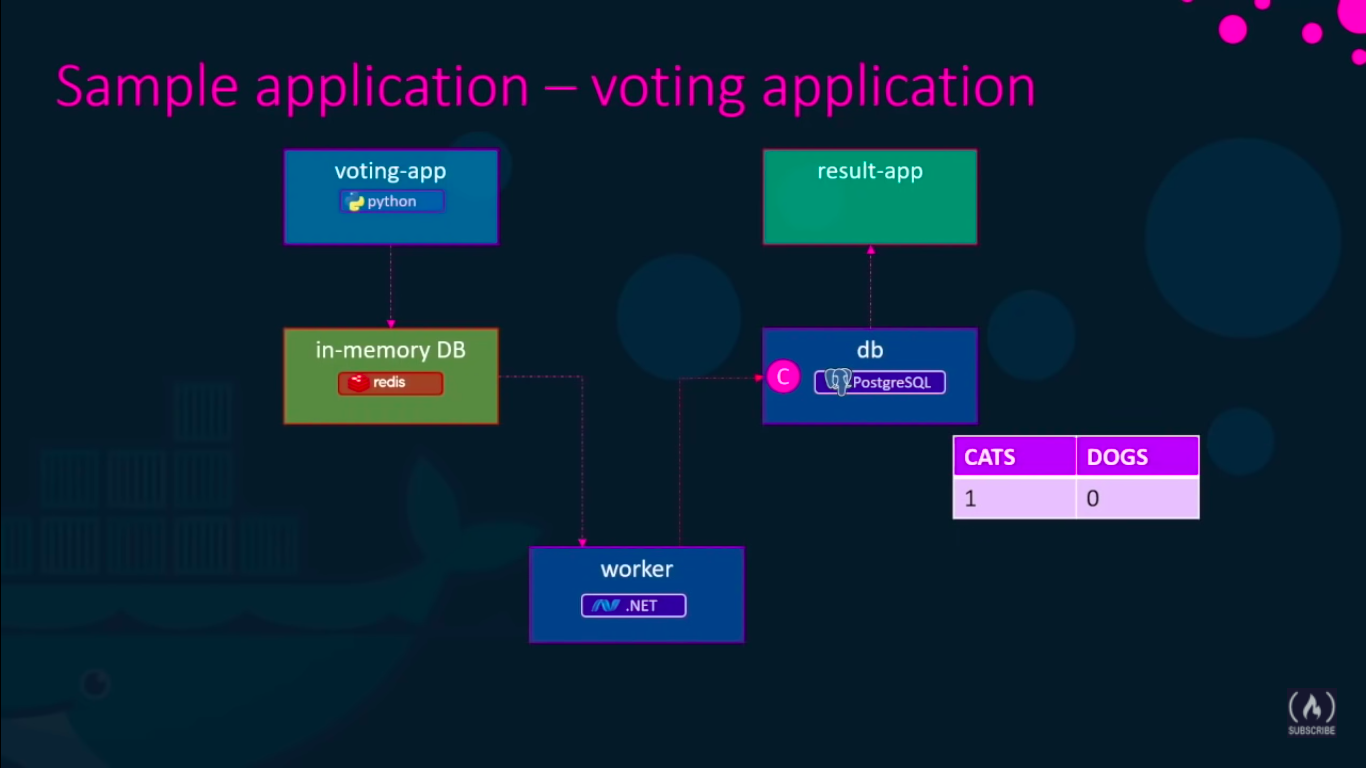 Sample application – voting application
voting-app
python
result-app
in-memory DB
redis
db
C
PostgreSQL
CATS DOGS
1 0
worker
.NET
SUBSCRIBE